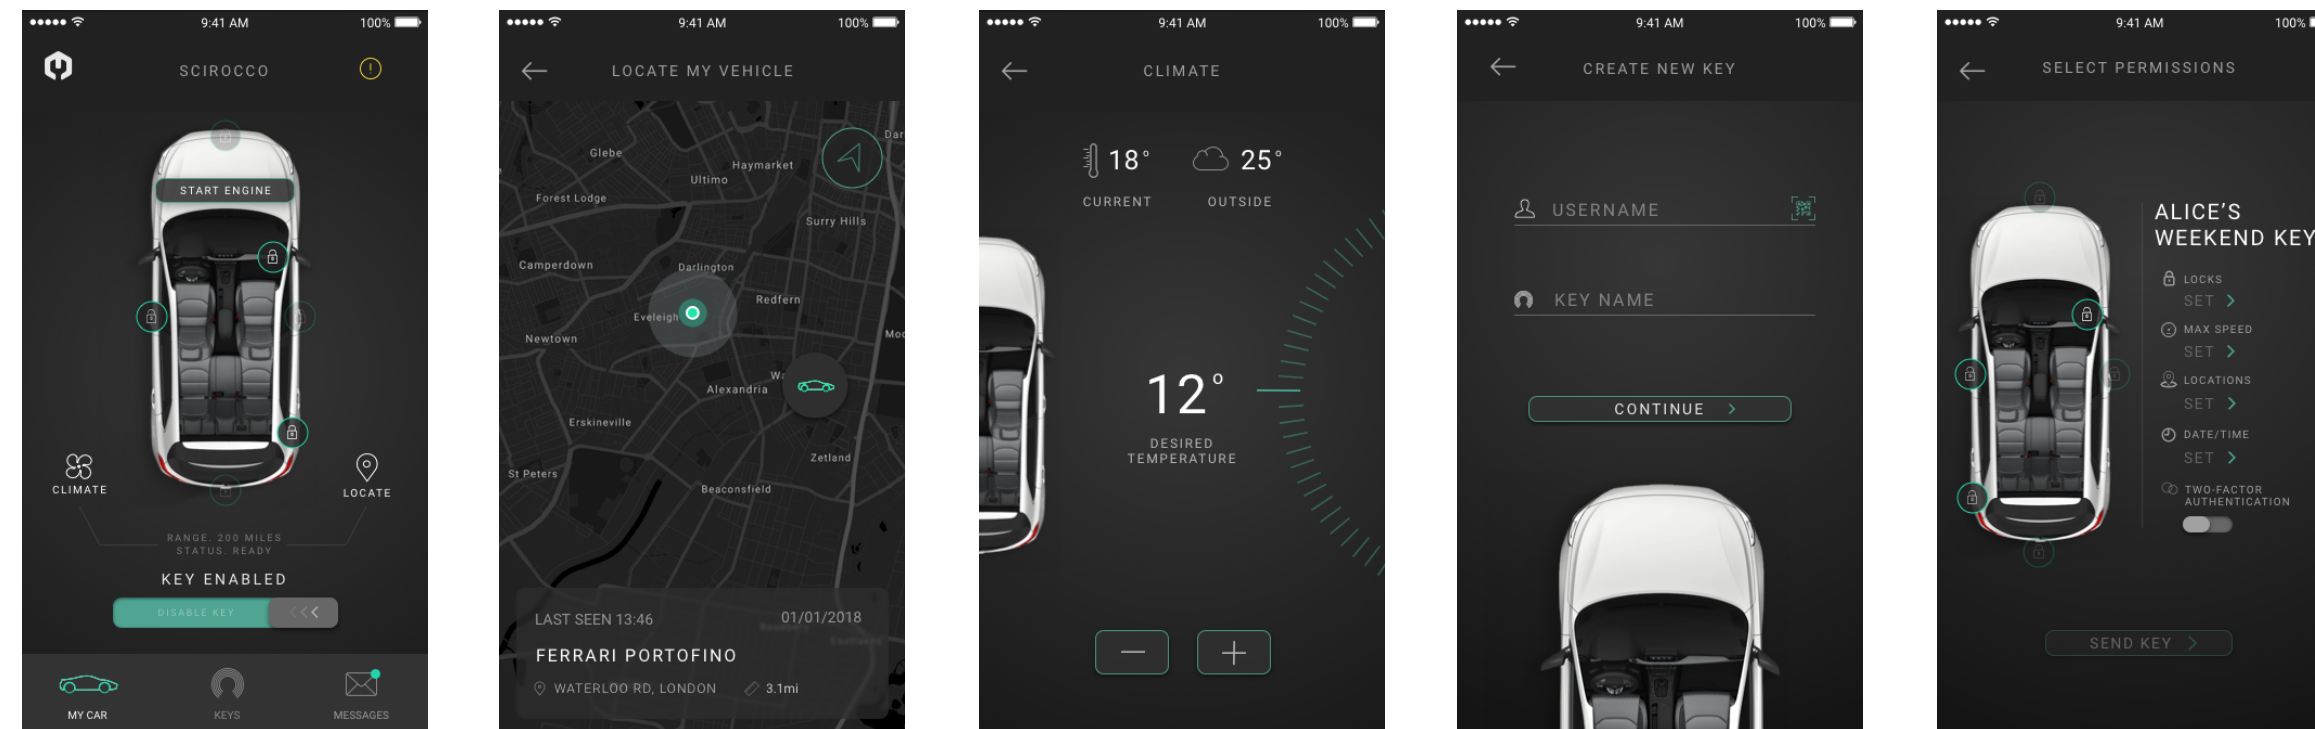 9:41 AM
100%
SCIROCCO
START ENGINE
CLIMATE
LOCATE
RANGE. 200 MILES
STATUS. READY
KEY ENABLED
DISABLE KEY
MY CAR
KEYS
MESSAGES
9:41 AM
100%
LOCATE MY VEHICLE
Dar
Glebe
Haymarket
Ultimo
Forest Lodge
Surry Hills
Camperdown
Darlington
Redfern
Eveleigh
Newtown
Moo
Wa
Alexandria
Erskineville
Zetland
St Peters
Beaconsfield
LAST SEEN 13:46
01/01/2018
FERRARI PORTOFINO
WATERLOO RD, LONDON
3.1mi
9:41 AM
100%
CLIMATE
18°
25°
CURRENT
OUTSIDE
12°
DESIRED
TEMPERATURE
9:41 AM
100%
CREATE NEW KEY
USERNAME
KEY NAME
CONTINUE
9:41 AM
100%
SELECT PERMISSIONS
ALICE'S
WEEKEND KEY
LOCKS
SET
MAX SPEED
SET
LOCATIONS
SET
DATE/TIME
SET
TWO-FACTOR
AUTHENTICATION
SEND KEY